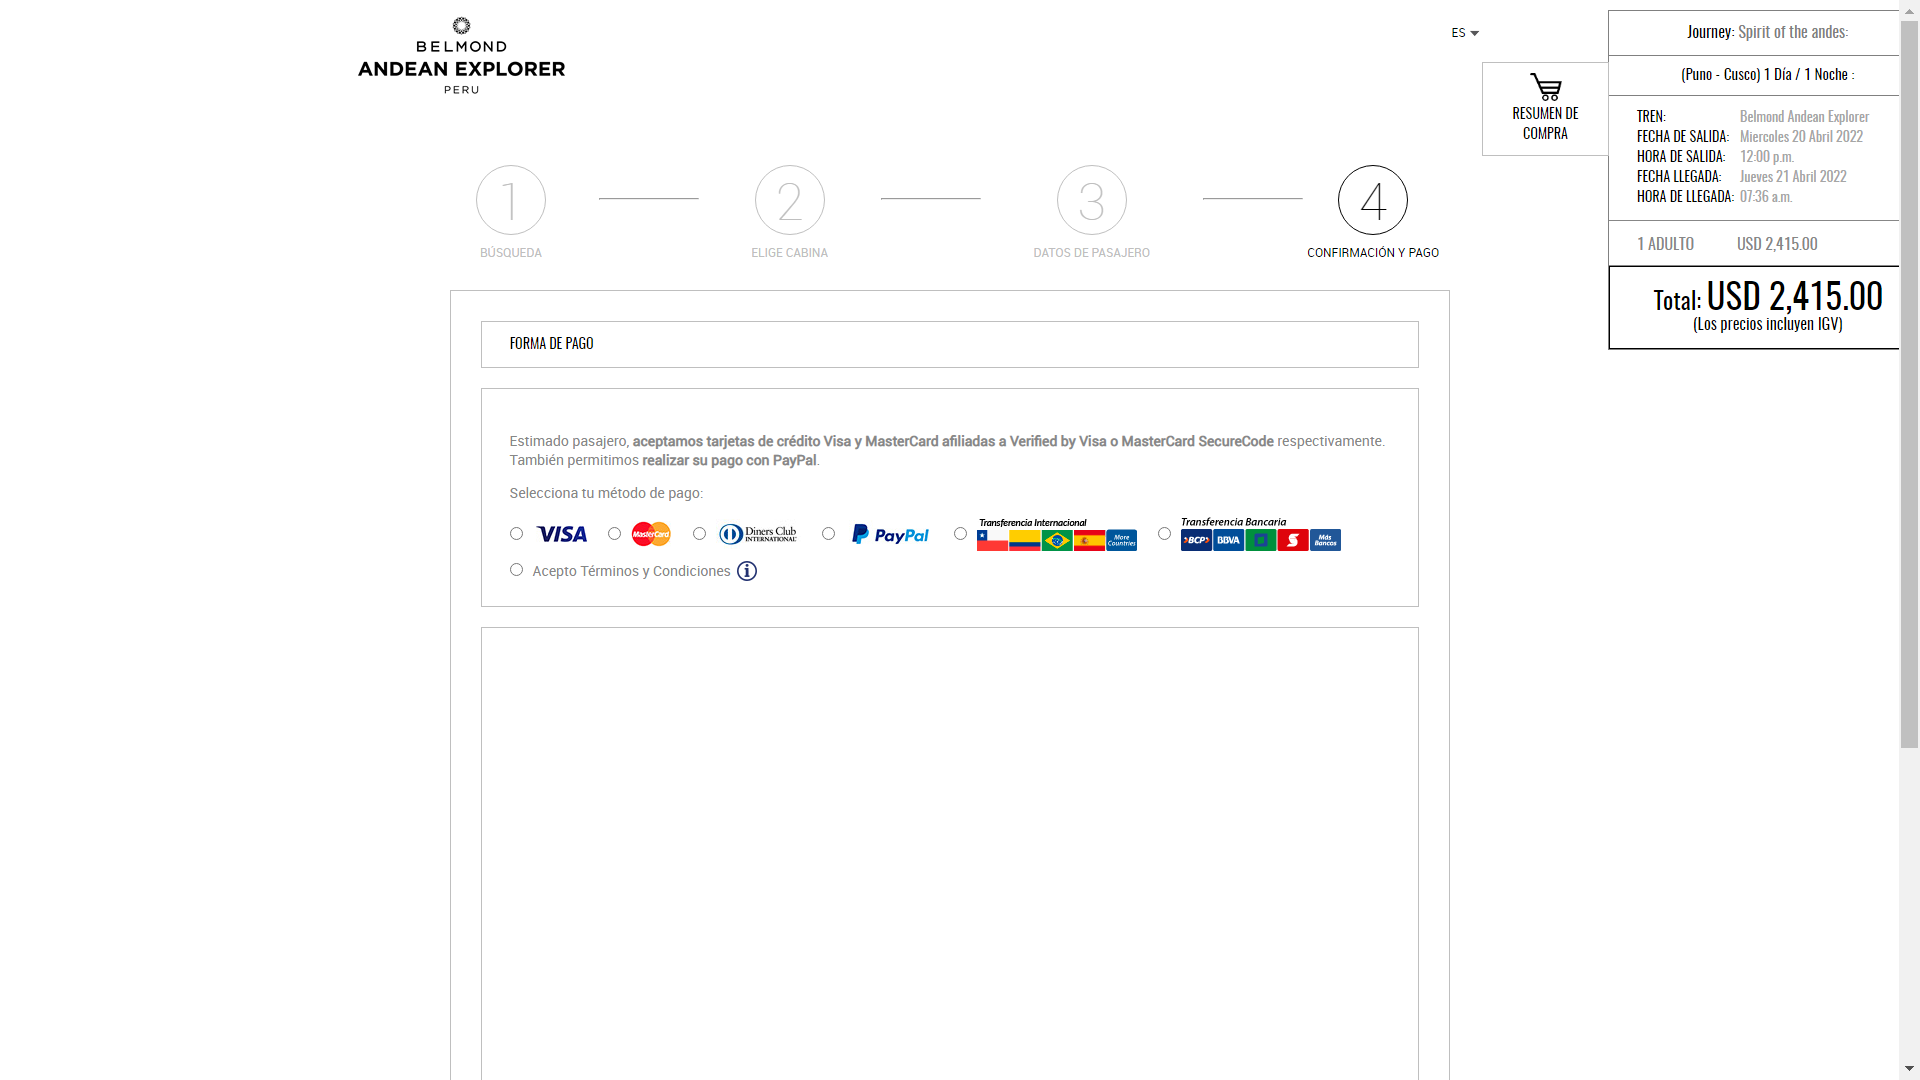 BELMOND
ANDEAN EXPLORER
PERU
ES
RESUMEN DE
COMPRA
Journey: Spirit of the andes:
(Puno - Cusco) 1 Día / 1 Noche :
TREN: Belmond Andean Explorer
FECHA DE SALIDA: Miercoles 20 Abril 2022
HORA DE SALIDA: 12:00 p.m.
FECHA LLEGADA: Jueves 21 Abril 2022
HORA DE LLEGADA: 07:36 a.m.
1 ADULTO USD 2,415.00
Total: USD 2,415.00
(Los precios incluyen IGV)
1
BÚSQUEDA
2
ELIGE CABINA
3
DATOS DE PASAJERO
4
CONFIRMACIÓN Y PAGO
FORMA DE PAGO
Estimado pasajero, aceptamos tarjetas de crédito Visa y MasterCard afiliadas a Verified by Visa o MasterCard SecureCode respectivamente.
También permitimos realizar su pago con PayPal.
Selecciona tu método de pago:
VISA
MasterCard
Diners Club
INTERNATIONAL
PayPal
Transferencia Internacional
More
Countries
Transferencia Bancaria
BCP
BBVA
Más
Bancos
Acepto Términos y Condiciones